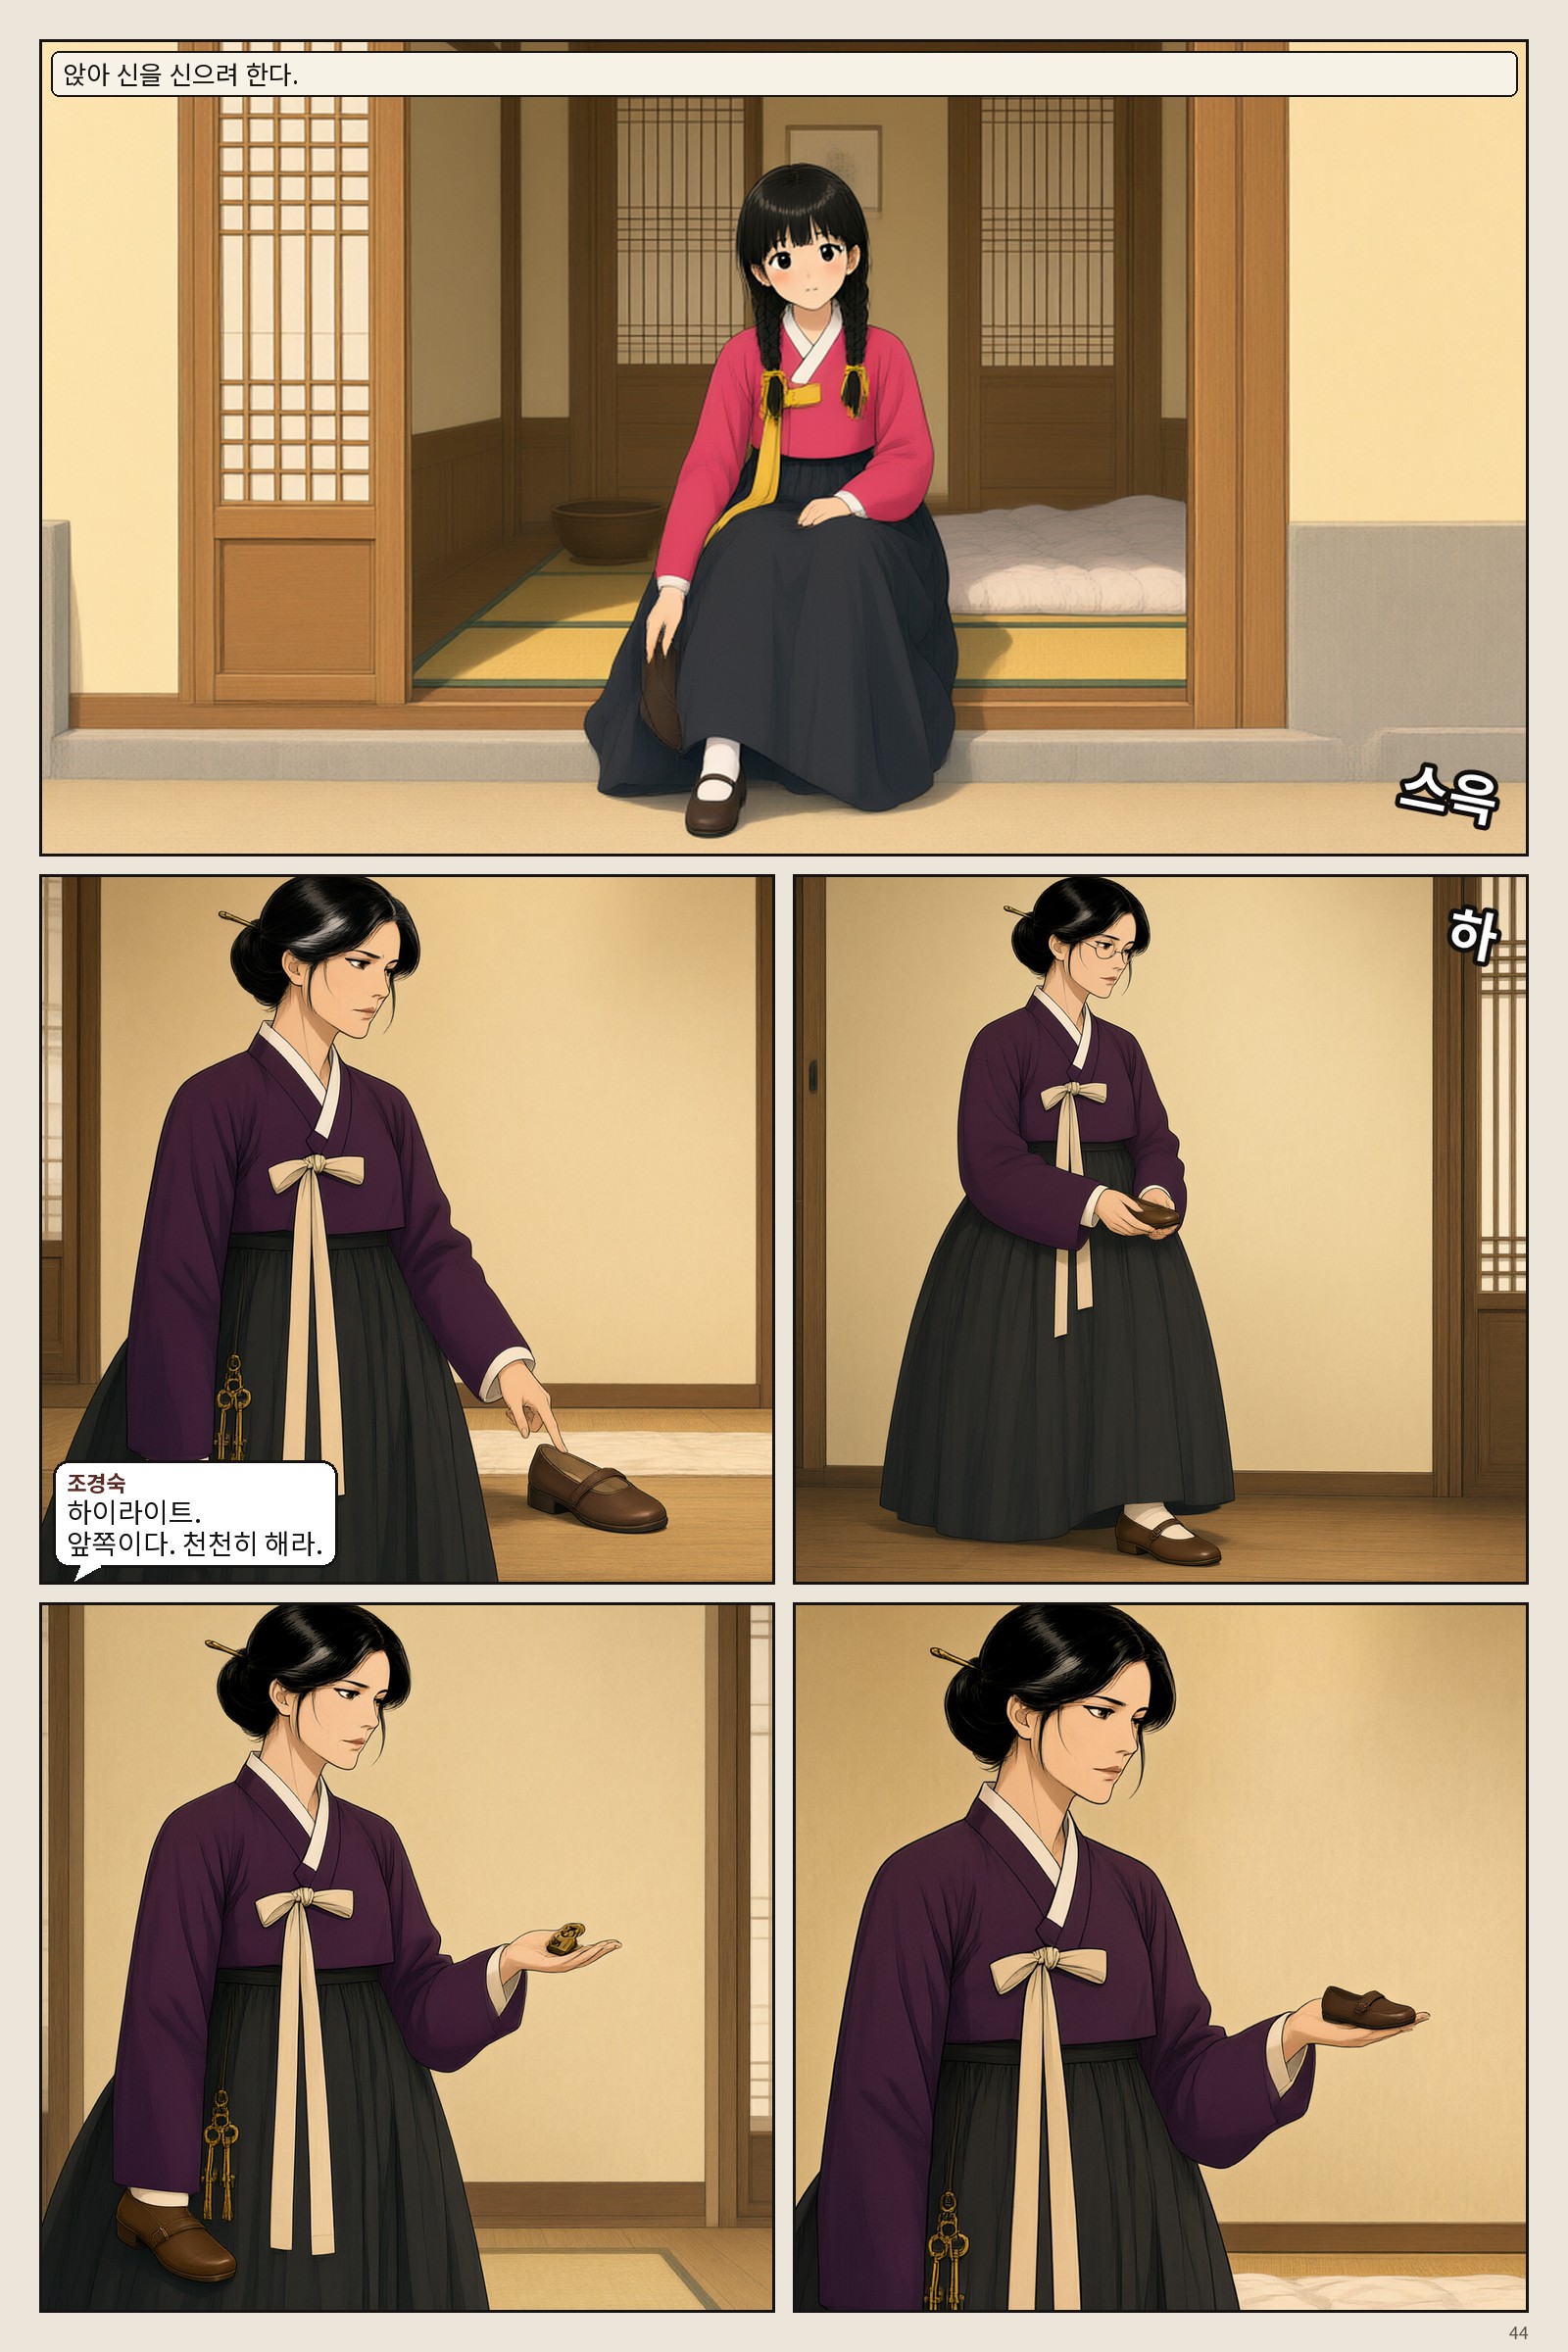 앉아 신을 신으려 한다.
스윽
하
조경숙
하이라이트.
앞쪽이다. 천천히 해라.
44